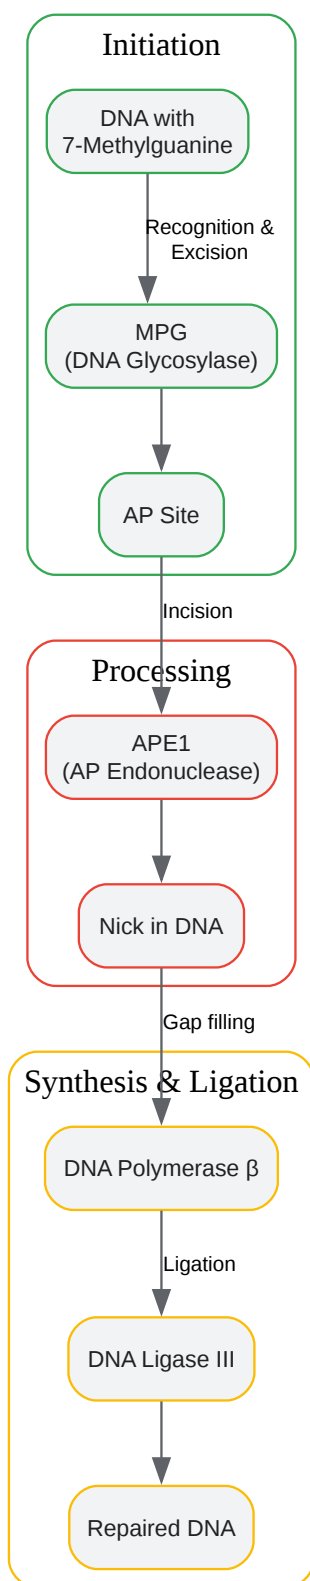 Initiation
DNA with
7-Methylguanine
Recognition &
Excision
MPG
(DNA Glycosylase)
AP Site
Incision
Processing
APE1
(AP Endonuclease)
Nick in DNA
Gap filling
Synthesis & Ligation
DNA Polymerase β
Ligation
DNA Ligase III
Repaired DNA